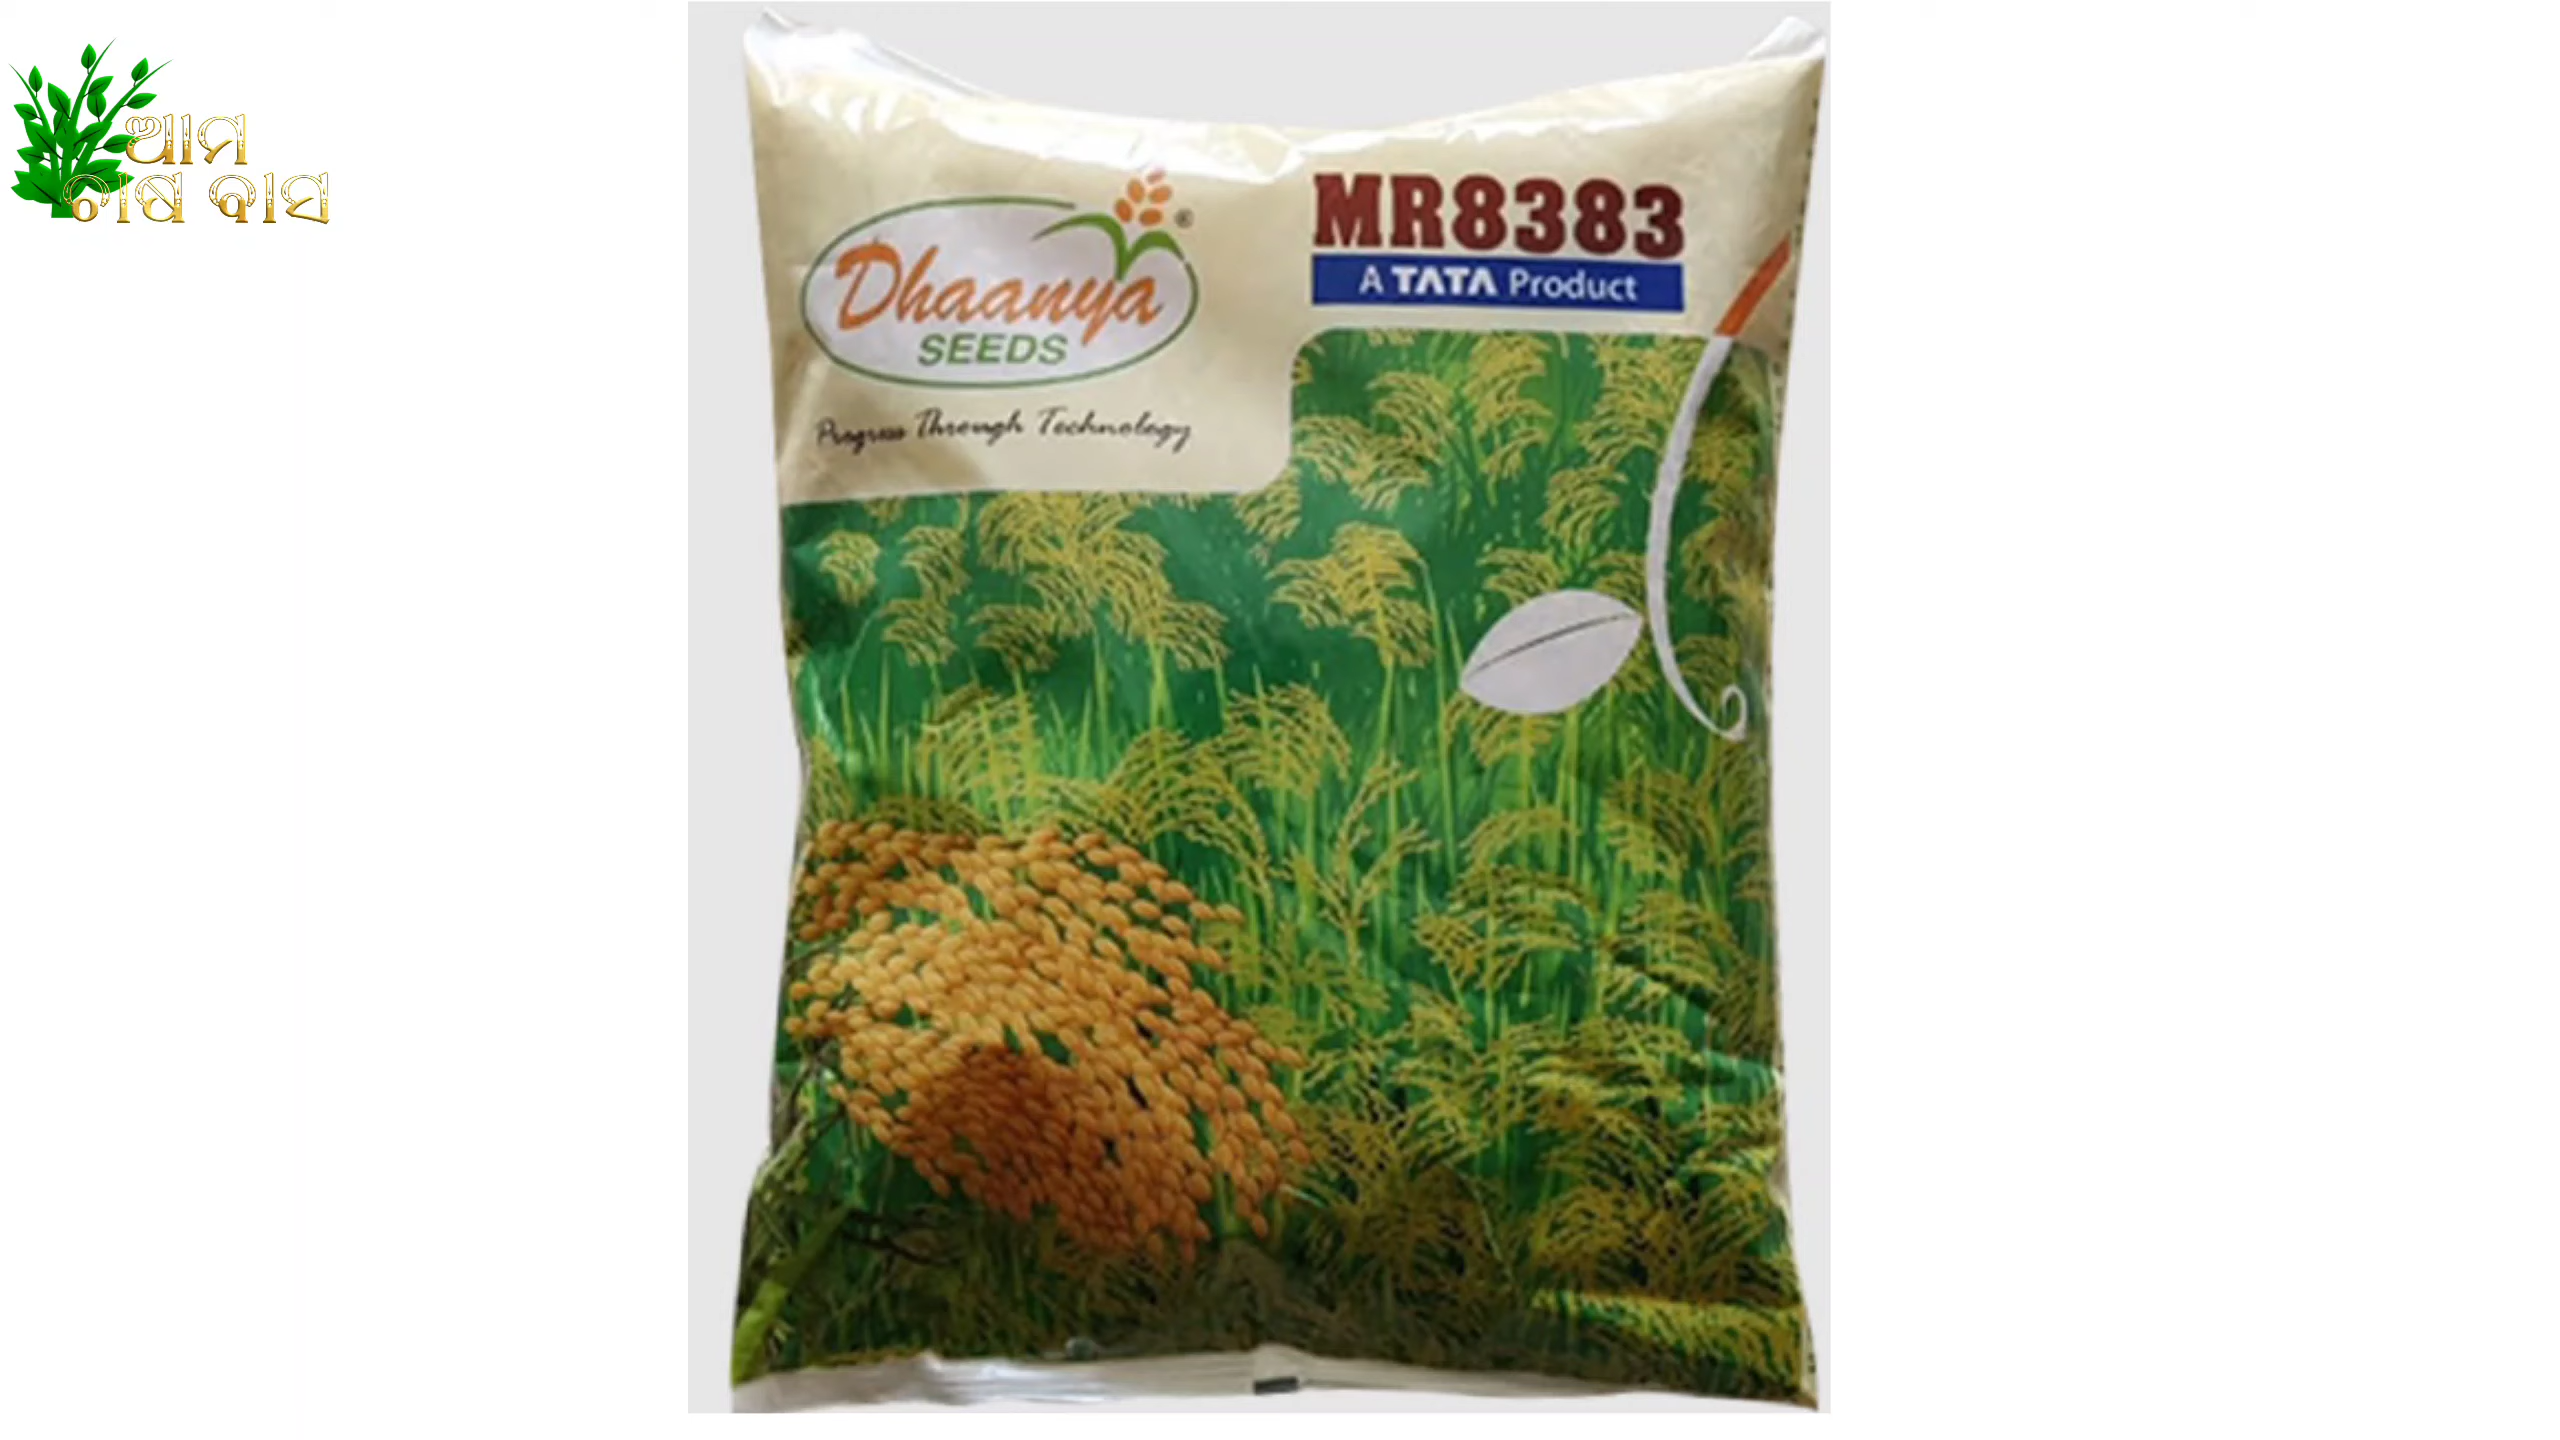 ଆମ
ଚାଷ ବାସ
Dhaanya
SEEDS
®
Progress Through Technology
MR8383
A TATA Product